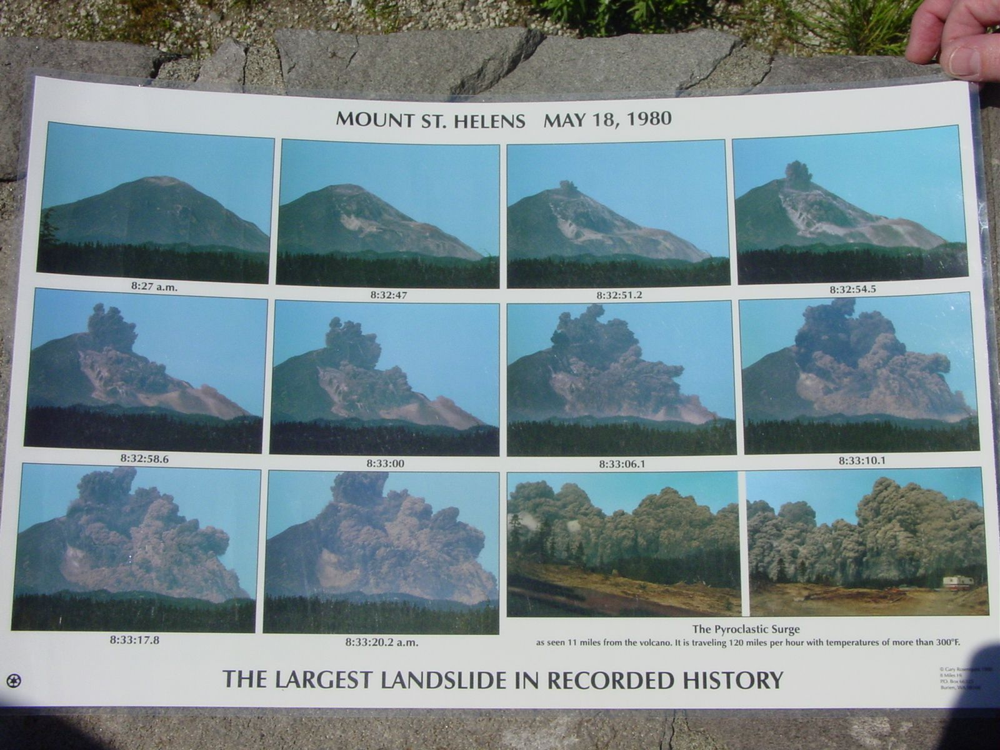 MOUNT ST. HELENS MAY 18, 1980
8:27 a.m.
8:32:47
8:32:51.2
8:32:54.5
8:32:58.6
8:33:00
8:33:06.1
8:33:10.1
8:33:17.8
8:33:20.2 a.m.
The Pyroclastic Surge
as seen 11 miles from the volcano. It is traveling 120 miles per hour with temperatures of more than 300°F.
THE LARGEST LANDSLIDE IN RECORDED HISTORY
© Gary Rosenquist 1980
8 Miles Hi
P.O. Box
Burien, WA